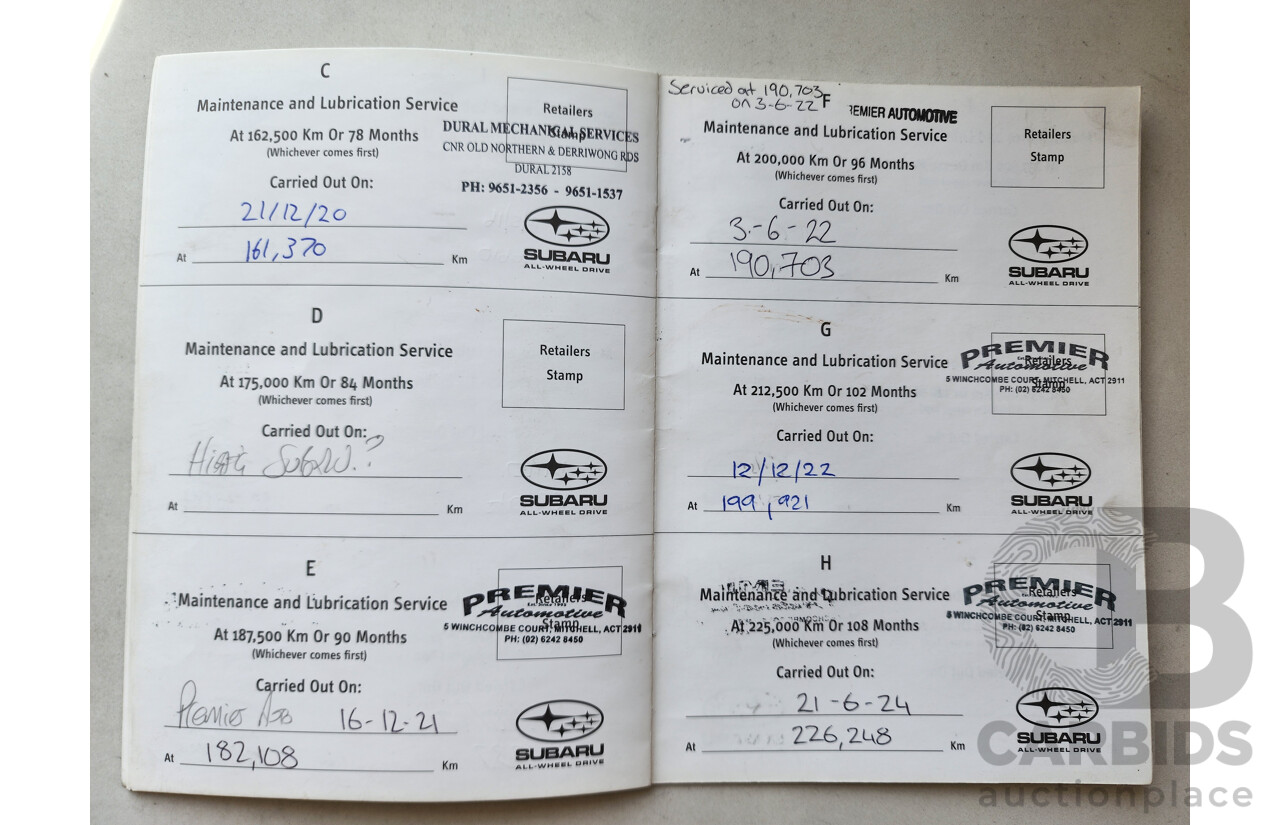 C
Maintenance and Lubrication Service
At 162,500 Km Or 78 Months
(Whichever comes first)
Carried Out On:
21/12/20
At 161,370 Km
Retailers
Stamp
DURAL MECHANICAL SERVICES
CNR OLD NORTHERN & DERRIWONG RDS
DURAL 2158
PH: 9651-2356 - 9651-1537
SUBARU
ALL-WHEEL DRIVE
D
Maintenance and Lubrication Service
At 175,000 Km Or 84 Months
(Whichever comes first)
Carried Out On:
At Km
Retailers
Stamp
SUBARU
ALL-WHEEL DRIVE
E
Maintenance and Lubrication Service
At 187,500 Km Or 90 Months
(Whichever comes first)
Carried Out On:
16-12-21
At 182,108 Km
Retailers
Stamp
PREMIER
Automotive
5 WINCHCOMBE COURT, MITCHELL, ACT 2911
PH: (02) 6242 8450
SUBARU
ALL-WHEEL DRIVE
Serviced at 190,703
on 3-6-22
F
REMIER AUTOMOTIVE
Maintenance and Lubrication Service
At 200,000 Km Or 96 Months
(Whichever comes first)
Carried Out On:
3-6-22
At 190,703 Km
Retailers
Stamp
SUBARU
ALL-WHEEL DRIVE
G
Maintenance and Lubrication Service
At 212,500 Km Or 102 Months
(Whichever comes first)
Carried Out On:
12/12/22
At 199,921 Km
Retailers
Stamp
PREMIER
Automotive
5 WINCHCOMBE COURT, MITCHELL, ACT 2911
PH: (02) 6242 8450
SUBARU
ALL-WHEEL DRIVE
H
Maintenance and Lubrication Service
At 225,000 Km Or 108 Months
(Whichever comes first)
Carried Out On:
21-6-24
At 226,248 Km
Retailers
Stamp
PREMIER
Automotive
5 WINCHCOMBE COURT, MITCHELL, ACT 2911
PH: (02) 6242 8450
SUBARU
ALL-WHEEL DRIVE
CARBIDS
auctionplace